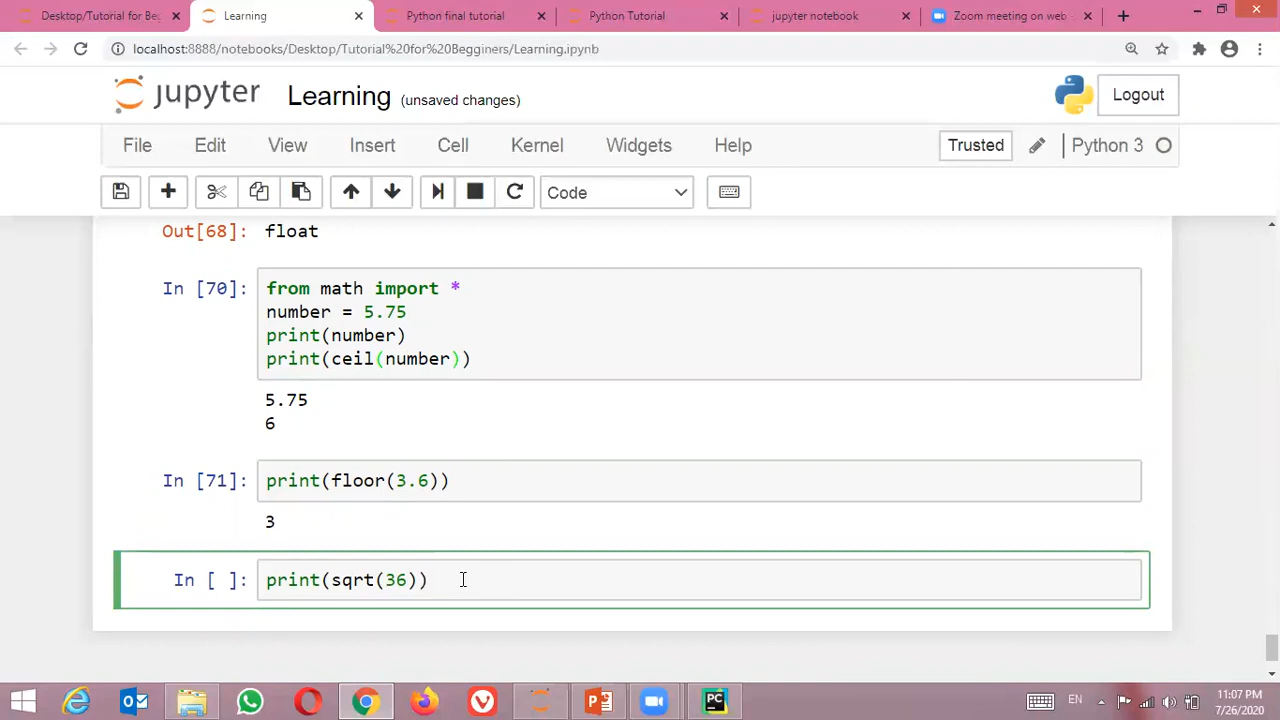 Desktop/Tutorial for Be
Learning
Python final tutorial
Python Tutorial
jupyter notebook
Zoom meeting on web
localhost:8888/notebooks/Desktop/Tutorial%20for%20Begginers/Learning.ipynb
jupyter Learning (unsaved changes)
Logout
File Edit View Insert Cell Kernel Widgets Help Trusted Python 3
Code
Out[68]: float
In [70]: from math import *
number = 5.75
print(number)
print(ceil(number))
5.75
6
In [71]: print(floor(3.6))
3
In [ ]: print(sqrt(36))
EN
11:07 PM
7/26/2020